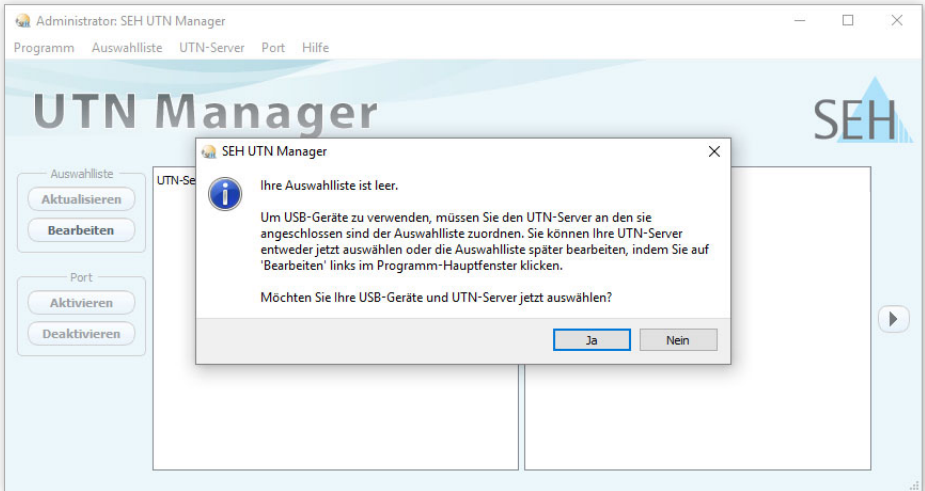 Administrator: SEH UTN Manager
Programm Auswahlliste UTN-Server Port Hilfe
UTN Manager
SEH
Auswahlliste
Aktualisieren
Bearbeiten
Port
Aktivieren
Deaktivieren
UTN-Se
SEH UTN Manager
Ihre Auswahlliste ist leer.
Um USB-Geräte zu verwenden, müssen Sie den UTN-Server an den sie
angeschlossen sind der Auswahlliste zuordnen. Sie können Ihre UTN-Server
entweder jetzt auswählen oder die Auswahlliste später bearbeiten, indem Sie auf
'Bearbeiten' links im Programm-Hauptfenster klicken.
Möchten Sie Ihre USB-Geräte und UTN-Server jetzt auswählen?
Ja Nein